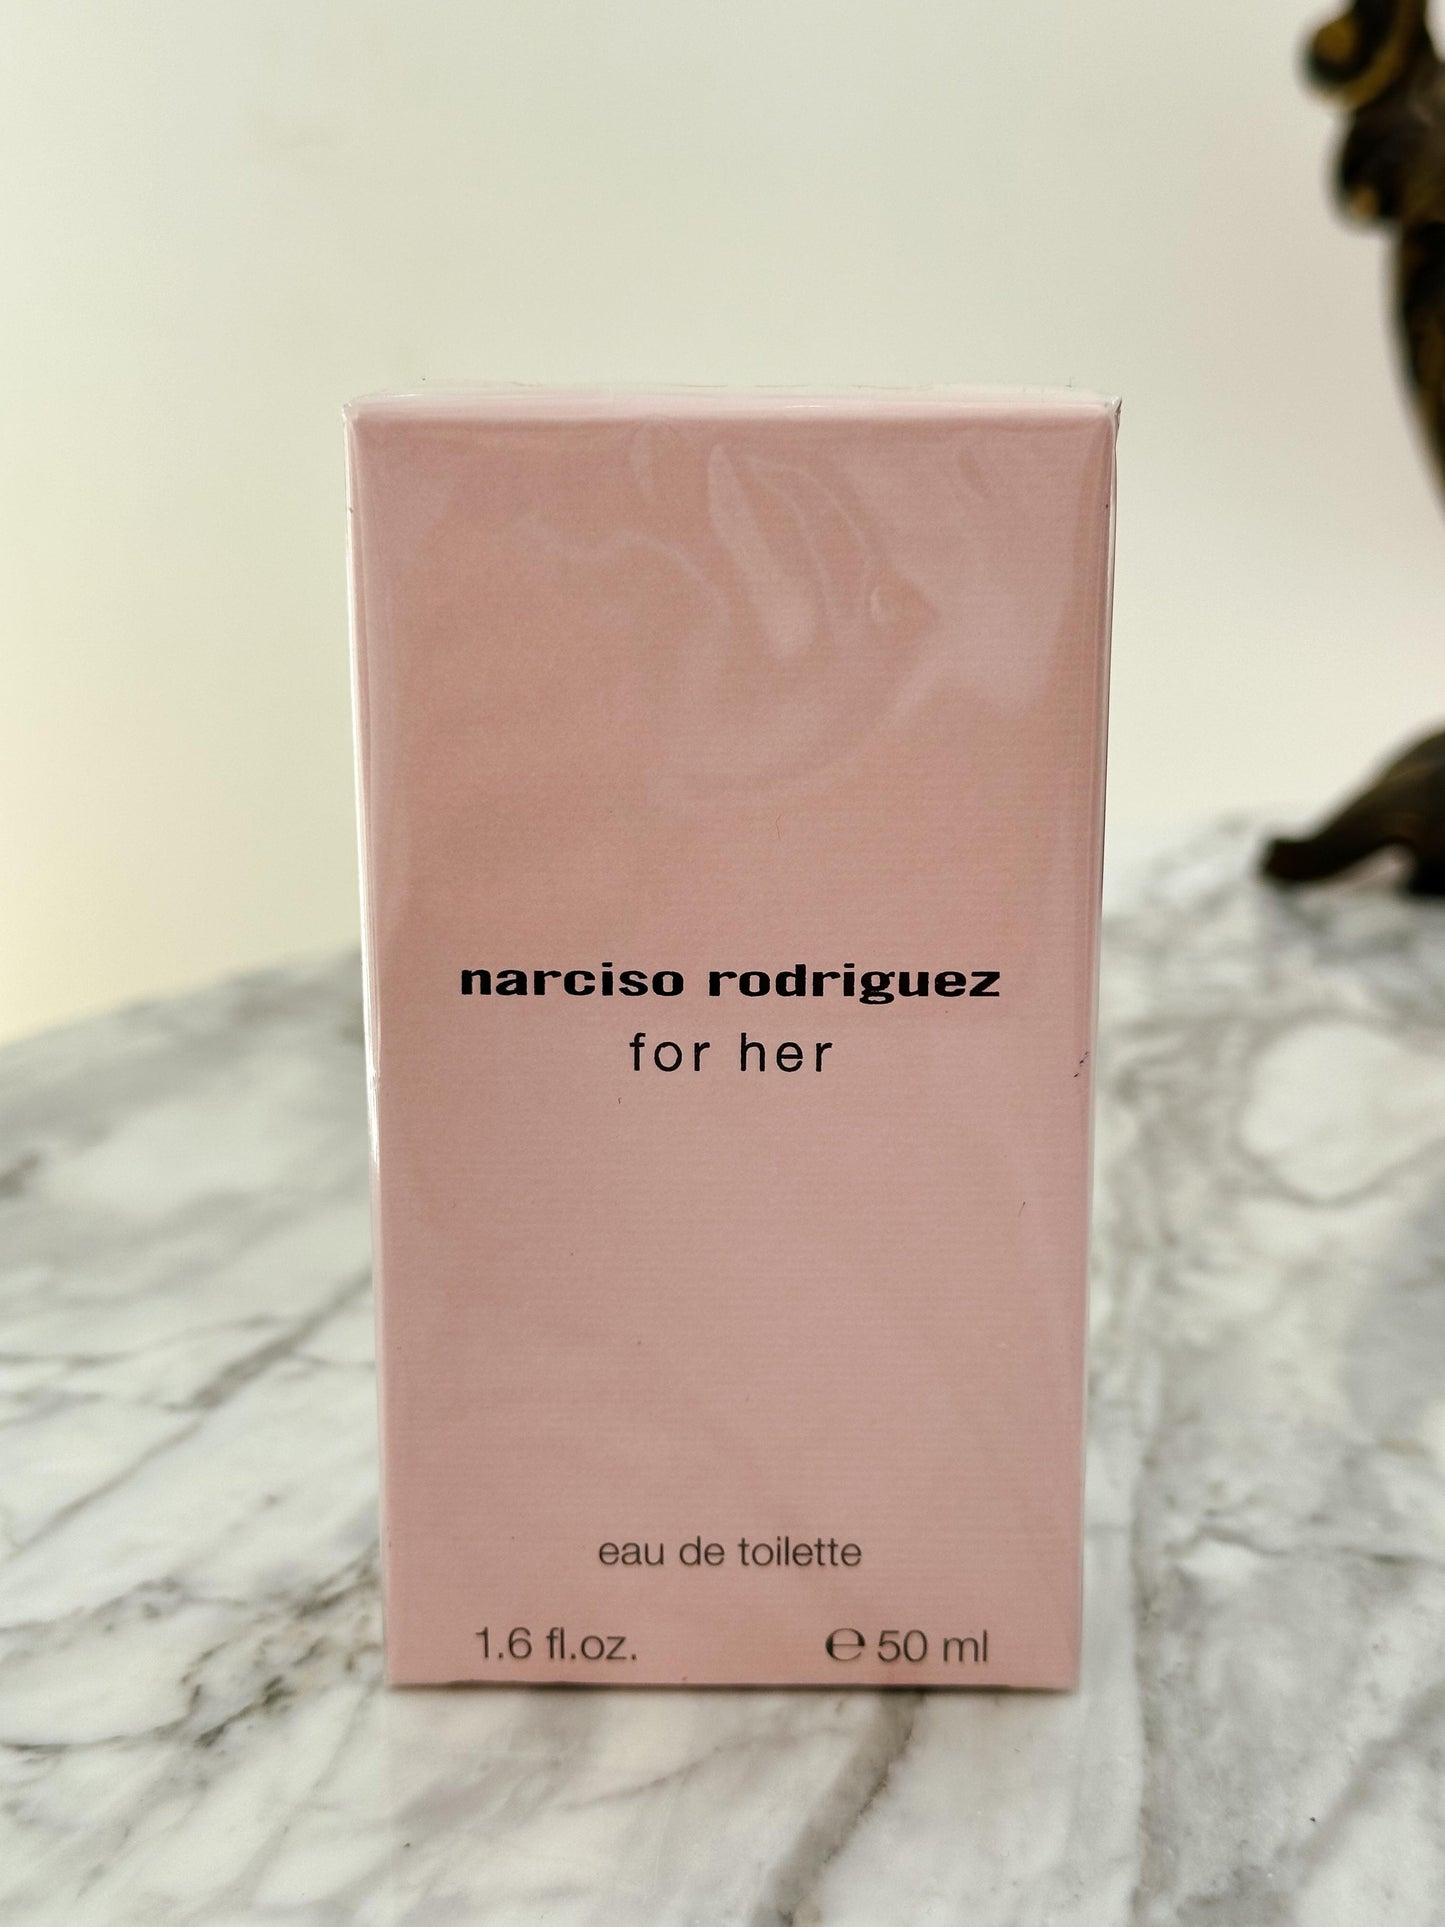 narciso rodriguez
for her
eau de toilette
1.6 fl.oz. ℮ 50 ml